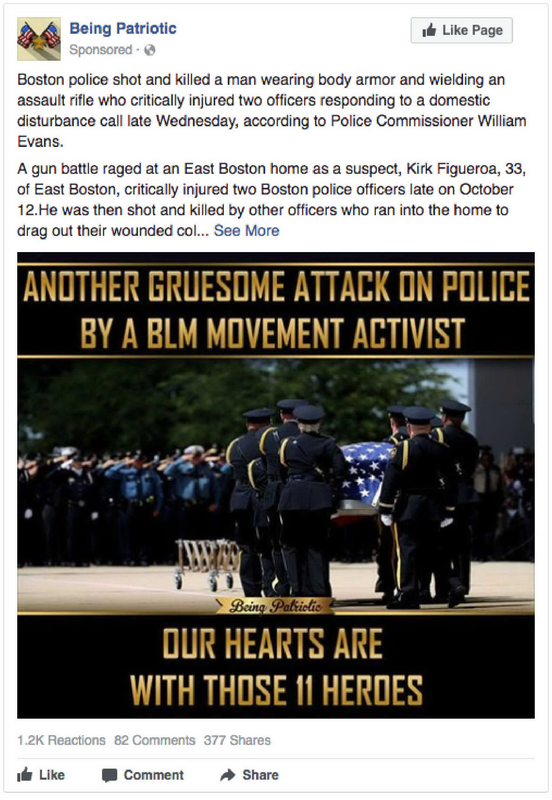 Being Patriotic
Like Page
Sponsored ·
Boston police shot and killed a man wearing body armor and wielding an
assault rifle who critically injured two officers responding to a domestic
disturbance call late Wednesday, according to Police Commissioner William
Evans.
A gun battle raged at an East Boston home as a suspect, Kirk Figueroa, 33,
of East Boston, critically injured two Boston police officers late on October
12.He was then shot and killed by other officers who ran into the home to
drag out their wounded col... See More
ANOTHER GRUESOME ATTACK ON POLICE
BY A BLM MOVEMENT ACTIVIST
Being Patriotic
OUR HEARTS ARE
WITH THOSE 11 HEROES
1.2K Reactions 82 Comments 377 Shares
Like Comment Share